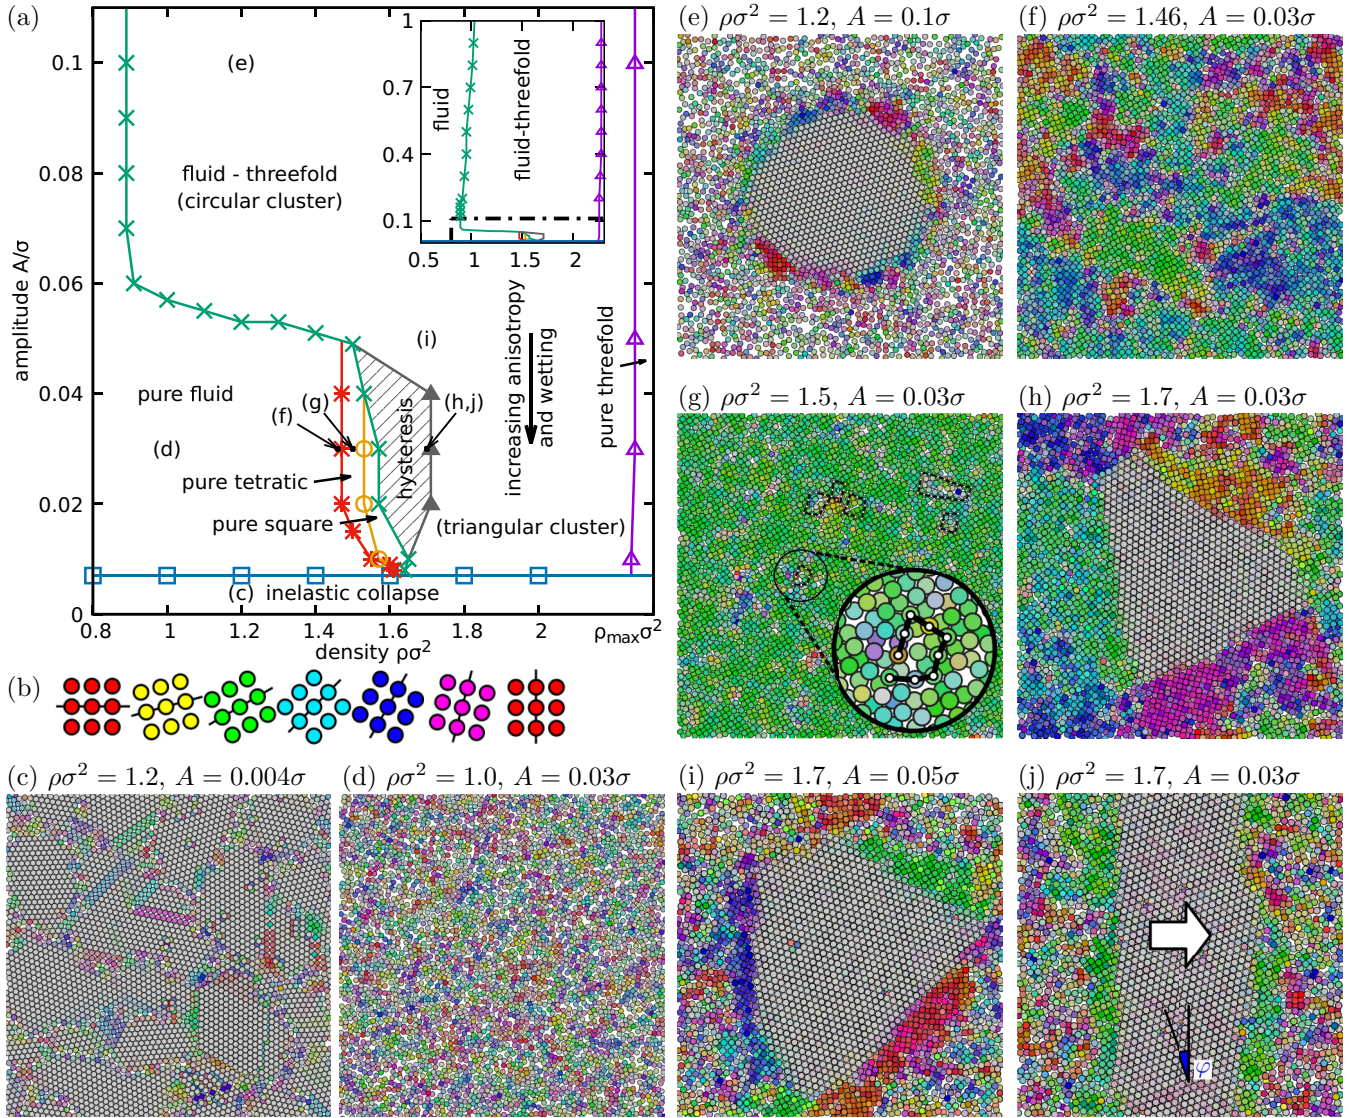 (a)
amplitude A/σ
0.1
0.08
0.06
0.04
0.02
0
0.8
1
1.2
1.4
1.6
1.8
2
ρmaxσ²
density ρσ²
(e)
fluid - threefold
(circular cluster)
1
0.7
0.4
0.1
0.5
1
1.5
2
fluid
fluid-threefold
pure fluid
(d)
(f)
(g)
(h,j)
(i)
pure tetratic
pure square
hysteresis
increasing anisotropy
and wetting
pure threefold
(triangular cluster)
(c) inelastic collapse
(b)
(c) ρσ² = 1.2, A = 0.004σ
(d) ρσ² = 1.0, A = 0.03σ
(e) ρσ² = 1.2, A = 0.1σ
(f) ρσ² = 1.46, A = 0.03σ
(g) ρσ² = 1.5, A = 0.03σ
(h) ρσ² = 1.7, A = 0.03σ
(i) ρσ² = 1.7, A = 0.05σ
(j) ρσ² = 1.7, A = 0.03σ
φ